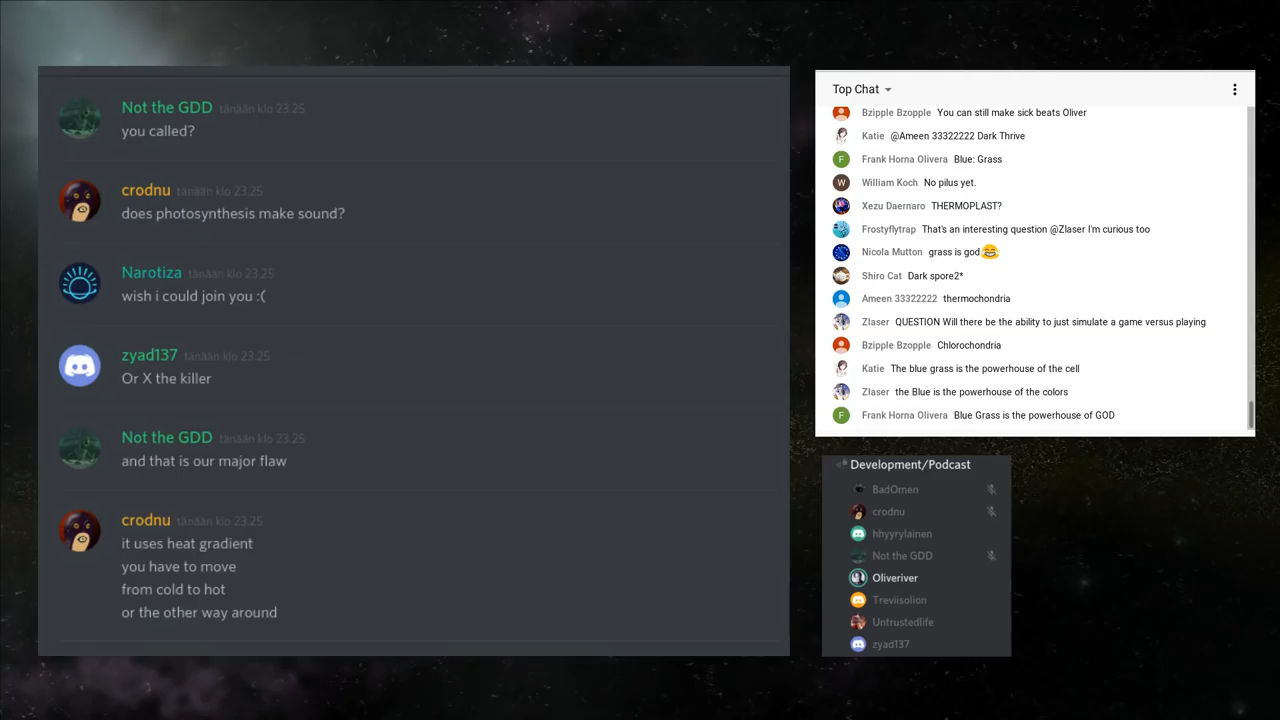 Not the GDD tänään klo 23.25
you called?
crodnu tänään klo 23.25
does photosynthesis make sound?
Narotiza tänään klo 23.25
wish i could join you :(
zyad137 tänään klo 23.25
Or X the killer
Not the GDD tänään klo 23.25
and that is our major flaw
crodnu tänään klo 23.25
it uses heat gradient
you have to move
from cold to hot
or the other way around
Top Chat
Bzipple Bzopple You can still make sick beats Oliver
Katie @Ameen 33322222 Dark Thrive
F Frank Horna Olivera Blue: Grass
W William Koch No pilus yet.
Xezu Daernaro THERMOPLAST?
Frostyflytrap That's an interesting question @Zlaser I'm curious too
Nicola Mutton grass is god😂
Shiro Cat Dark spore2*
Ameen 33322222 thermochondria
Zlaser QUESTION Will there be the ability to just simulate a game versus playing
Bzipple Bzopple Chlorochondria
Katie The blue grass is the powerhouse of the cell
Zlaser the Blue is the powerhouse of the colors
F Frank Horna Olivera Blue Grass is the powerhouse of GOD
Development/Podcast
BadOmen
crodnu
hhyyrylainen
Not the GDD
Oliveriver
Treviisolion
Untrustedlife
zyad137